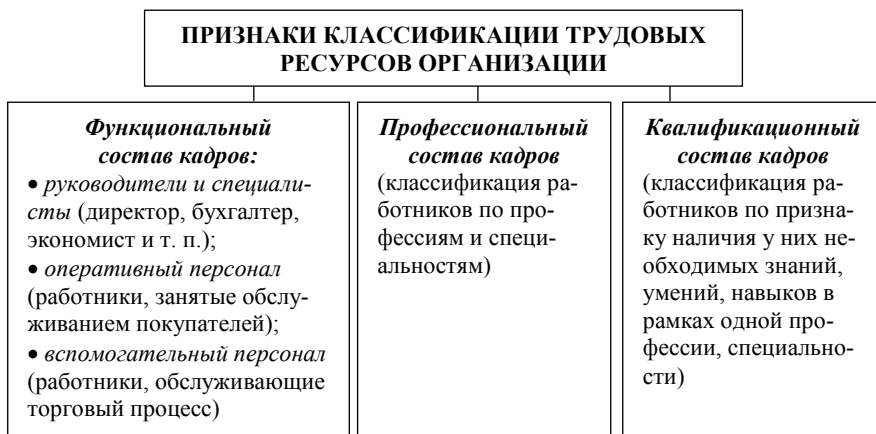 ПРИЗНАКИ КЛАССИФИКАЦИИ ТРУДОВЫХ
РЕСУРСОВ ОРГАНИЗАЦИИ
Функциональный
состав кадров:
• руководители и специали-
сты (директор, бухгалтер,
экономист и т. п.);
• оперативный персонал
(работники, занятые обслу-
живанием покупателей);
• вспомогательный персонал
(работники, обслуживающие
торговый процесс)
Профессиональный
состав кадров
(классификация ра-
ботников по про-
фессиям и специ-
альностям)
Квалификационный
состав кадров
(классификация ра-
ботников по призна-
ку наличия у них не-
обходимых знаний,
умений, навыков в
рамках одной про-
фессии, специально-
сти)